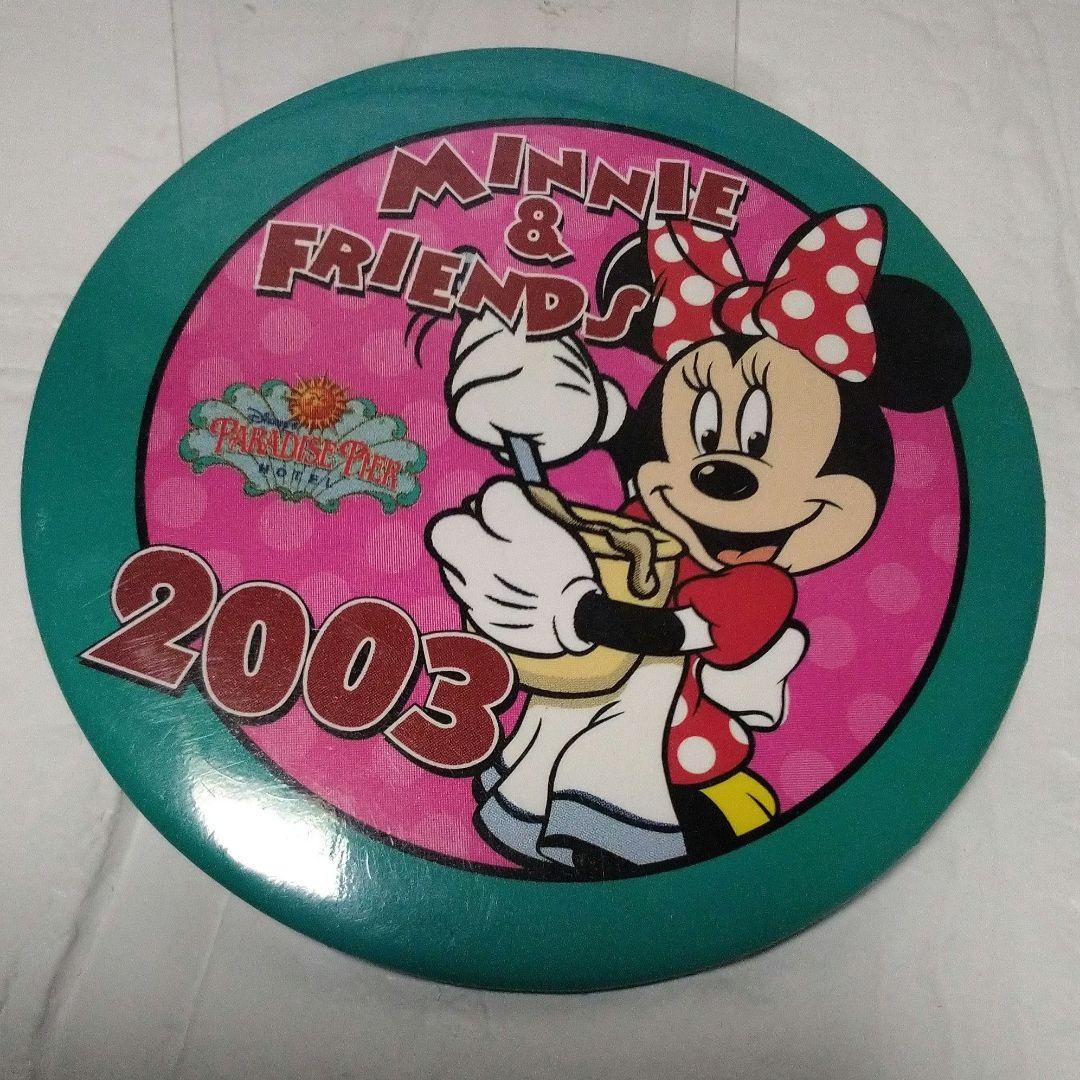 MINNIE
&
FRIENDS
Disney's
PARADISE PIER
HOTEL
2003